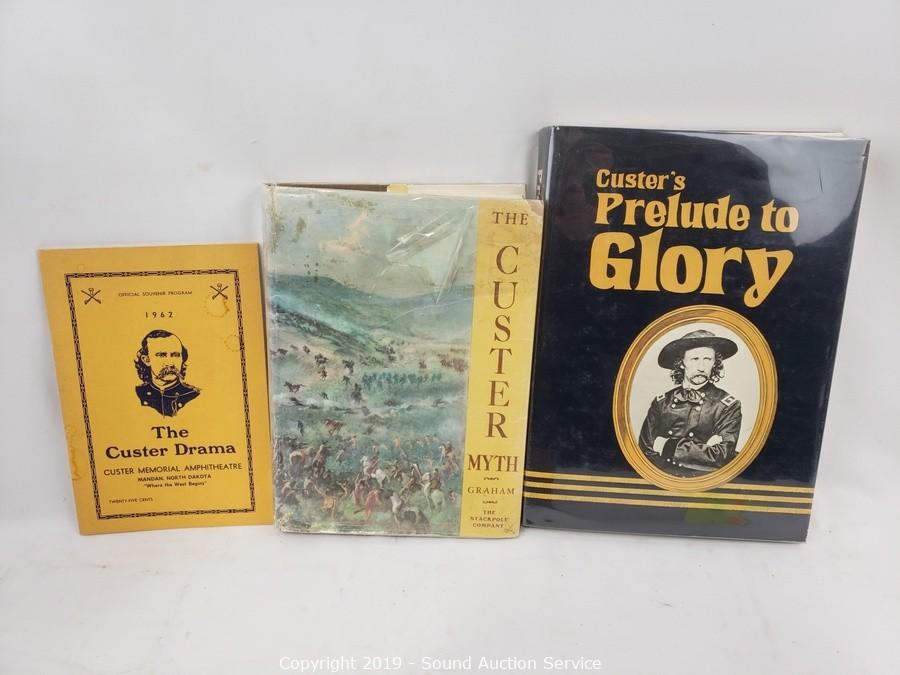 OFFICIAL SOUVENIR PROGRAM
1962
The
Custer Drama
CUSTER MEMORIAL AMPHITHEATRE
MANDAN, NORTH DAKOTA
"Where the West Begins"
TWENTY-FIVE CENTS
THE
CUSTER
MYTH
GRAHAM
THE
STACKPOLE
COMPANY
Custer's
Prelude to
Glory
Copyright 2019 - Sound Auction Service